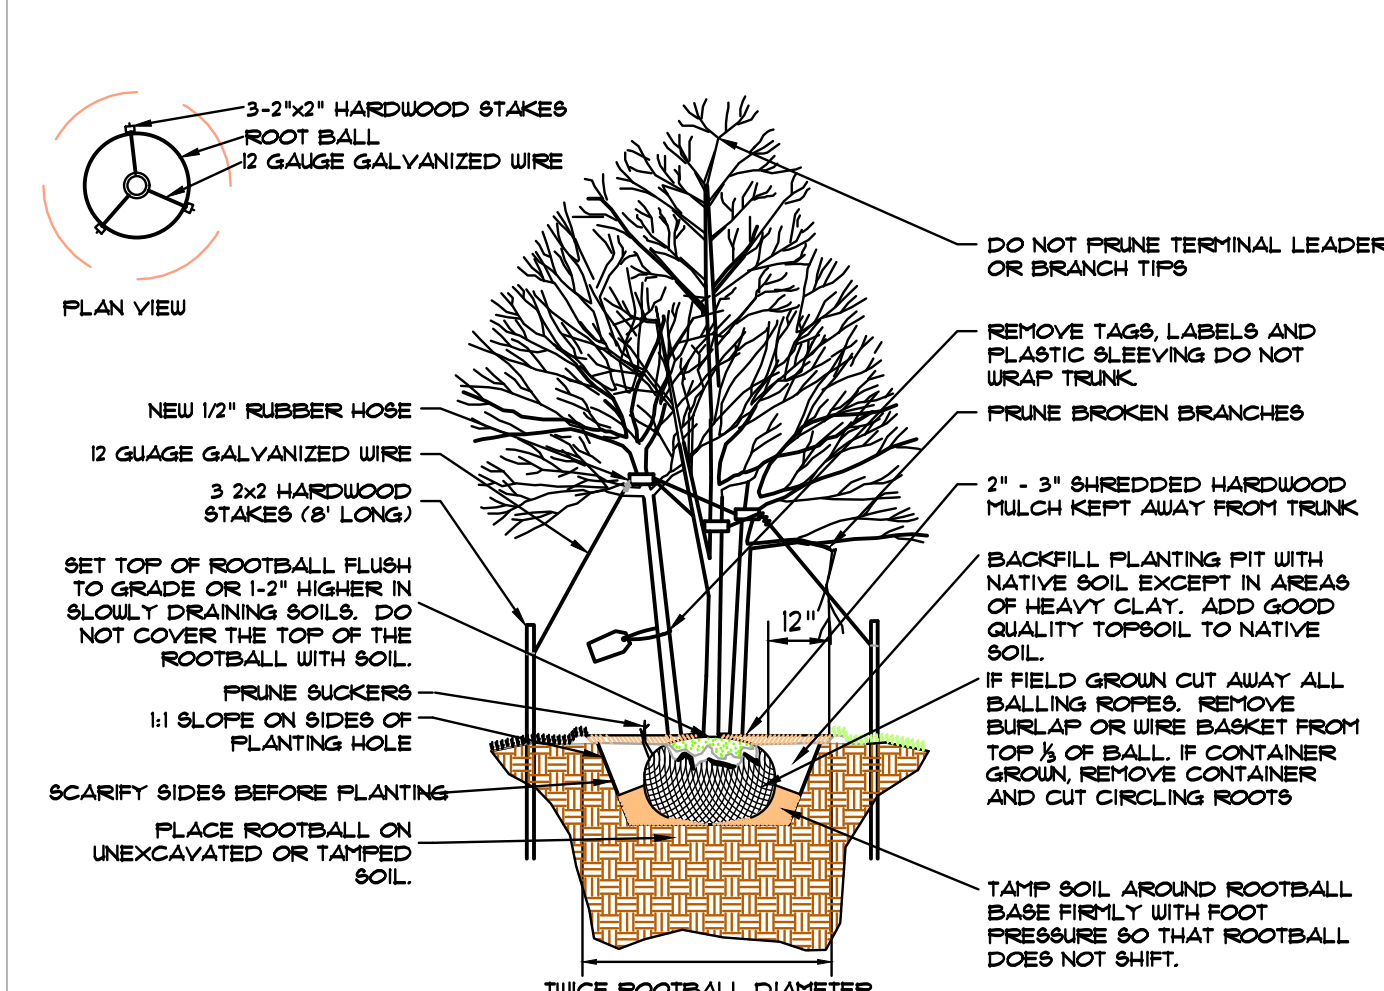 3-2"x2" HARDWOOD STAKES
ROOT BALL
12 GAUGE GALVANIZED WIRE
PLAN VIEW
NEW 1/2" RUBBER HOSE
12 GUAGE GALVANIZED WIRE
3 2x2 HARDWOOD
STAKES (8' LONG)
SET TOP OF ROOTBALL FLUSH
TO GRADE OR 1-2" HIGHER IN
SLOWLY DRAINING SOILS. DO
NOT COVER THE TOP OF THE
ROOTBALL WITH SOIL.
PRUNE SUCKERS
1:1 SLOPE ON SIDES OF
PLANTING HOLE
SCARIFY SIDES BEFORE PLANTING
PLACE ROOTBALL ON
UNEXCAVATED OR TAMPED
SOIL.
12"
DO NOT PRUNE TERMINAL LEADER
OR BRANCH TIPS
REMOVE TAGS, LABELS AND
PLASTIC SLEEVING DO NOT
WRAP TRUNK.
PRUNE BROKEN BRANCHES
2" - 3" SHREDDED HARDWOOD
MULCH KEPT AWAY FROM TRUNK
BACKFILL PLANTING PIT WITH
NATIVE SOIL EXCEPT IN AREAS
OF HEAVY CLAY. ADD GOOD
QUALITY TOPSOIL TO NATIVE
SOIL.
IF FIELD GROWN CUT AWAY ALL
BALLING ROPES. REMOVE
BURLAP OR WIRE BASKET FROM
TOP ⅓ OF BALL. IF CONTAINER
GROWN, REMOVE CONTAINER
AND CUT CIRCLING ROOTS
TAMP SOIL AROUND ROOTBALL
BASE FIRMLY WITH FOOT
PRESSURE SO THAT ROOTBALL
DOES NOT SHIFT.
TWICE ROOTBALL DIAMETER